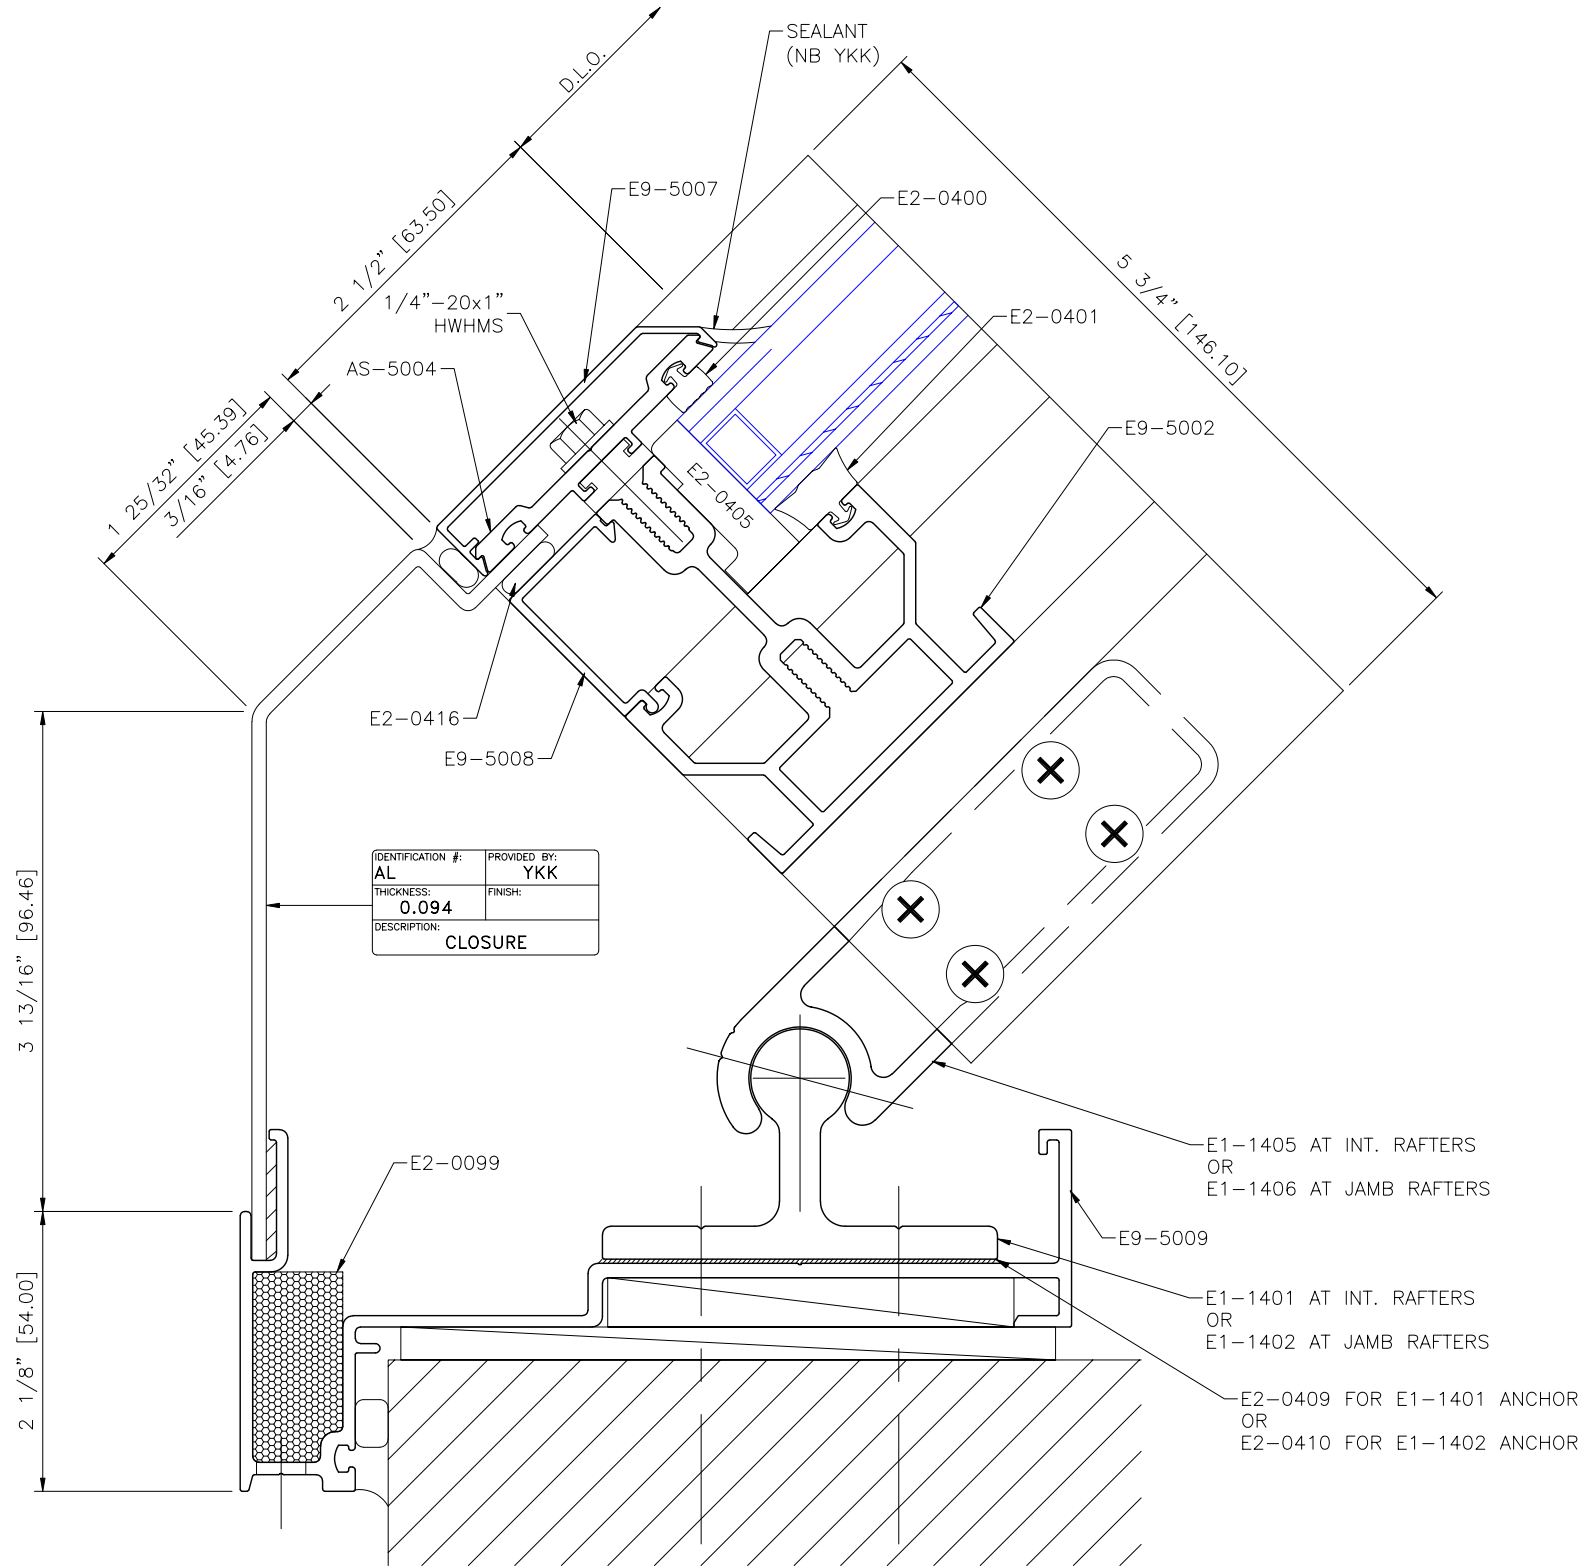 SEALANT
(NB YKK)
D.L.O.
E9-5007
E2-0400
2 1/2" [63.50]
5 3/4" [146.10]
1/4"-20x1"
HWHMS
E2-0401
AS-5004
E9-5002
1 25/32" [45.39]
3/16" [4.76]
E2-0405
E2-0416
E9-5008
IDENTIFICATION #:
AL
PROVIDED BY:
YKK
THICKNESS:
0.094
FINISH:
DESCRIPTION:
CLOSURE
3 13/16" [96.46]
E2-0099
E1-1405 AT INT. RAFTERS
OR
E1-1406 AT JAMB RAFTERS
E9-5009
E1-1401 AT INT. RAFTERS
OR
E1-1402 AT JAMB RAFTERS
2 1/8" [54.00]
E2-0409 FOR E1-1401 ANCHOR
OR
E2-0410 FOR E1-1402 ANCHOR